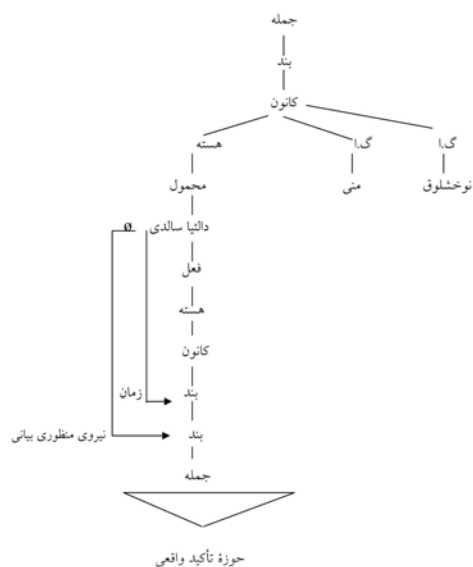 جمله
بند
کانون
گ.ا گ.ا هسته
نوخشلوق منی محمول
دالئیا سالدی Ø
فعل
هسته
کانون
بند زمان
بند نیروی منظوری بیانی
جمله
حوزۀ تأکید واقعی